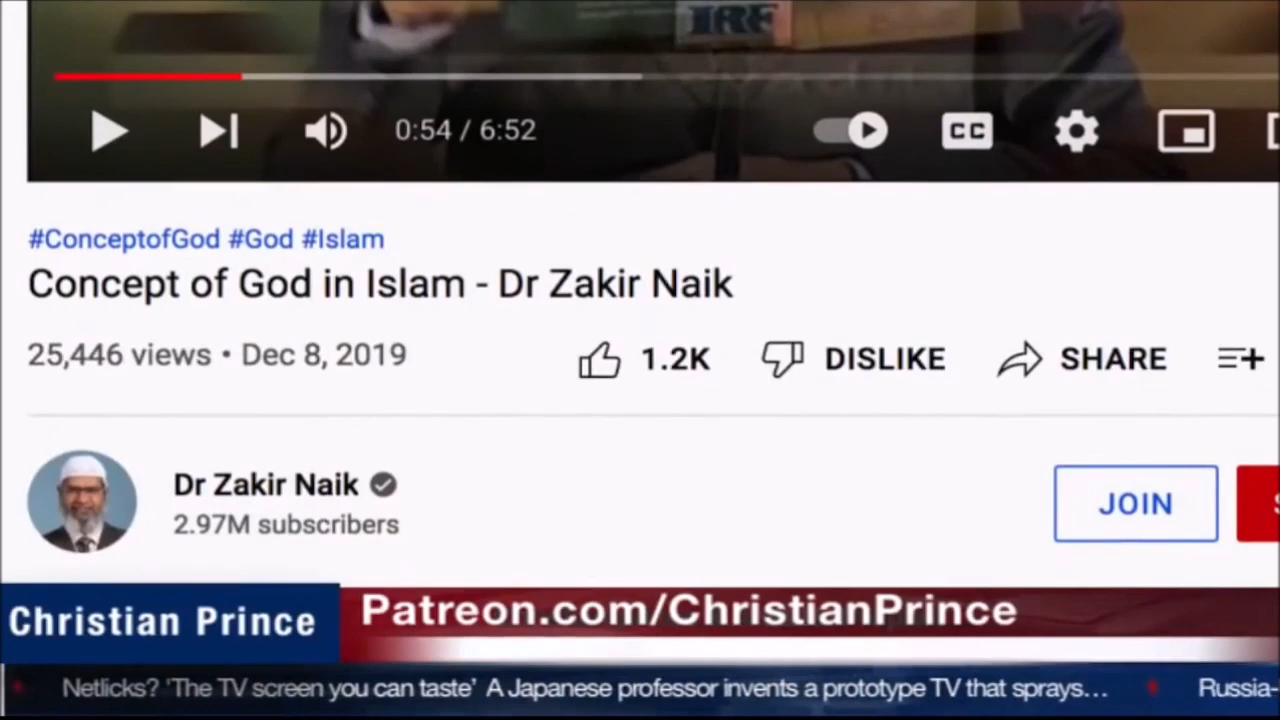 IRF
0:54 / 6:52
CC
#ConceptofGod #God #Islam
Concept of God in Islam - Dr Zakir Naik
25,446 views • Dec 8, 2019
1.2K
DISLIKE
SHARE
Dr Zakir Naik
2.97M subscribers
JOIN
Christian Prince
Patreon.com/ChristianPrince
Netlicks? 'The TV screen you can taste' A Japanese professor invents a prototype TV that sprays... Russia-